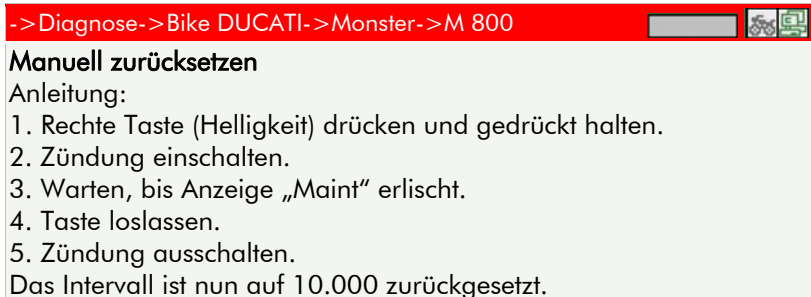 ->Diagnose->Bike DUCATI->Monster->M 800
Manuell zurücksetzen
Anleitung:
1. Rechte Taste (Helligkeit) drücken und gedrückt halten.
2. Zündung einschalten.
3. Warten, bis Anzeige „Maint“ erlischt.
4. Taste loslassen.
5. Zündung ausschalten.
Das Intervall ist nun auf 10.000 zurückgesetzt.